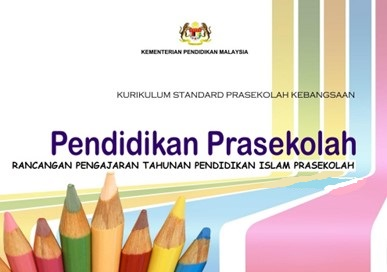 KEMENTERIAN PENDIDIKAN MALAYSIA
KURIKULUM STANDARD PRASEKOLAH KEBANGSAAN
Pendidikan Prasekolah
RANCANGAN PENGAJARAN TAHUNAN PENDIDIKAN ISLAM PRASEKOLAH